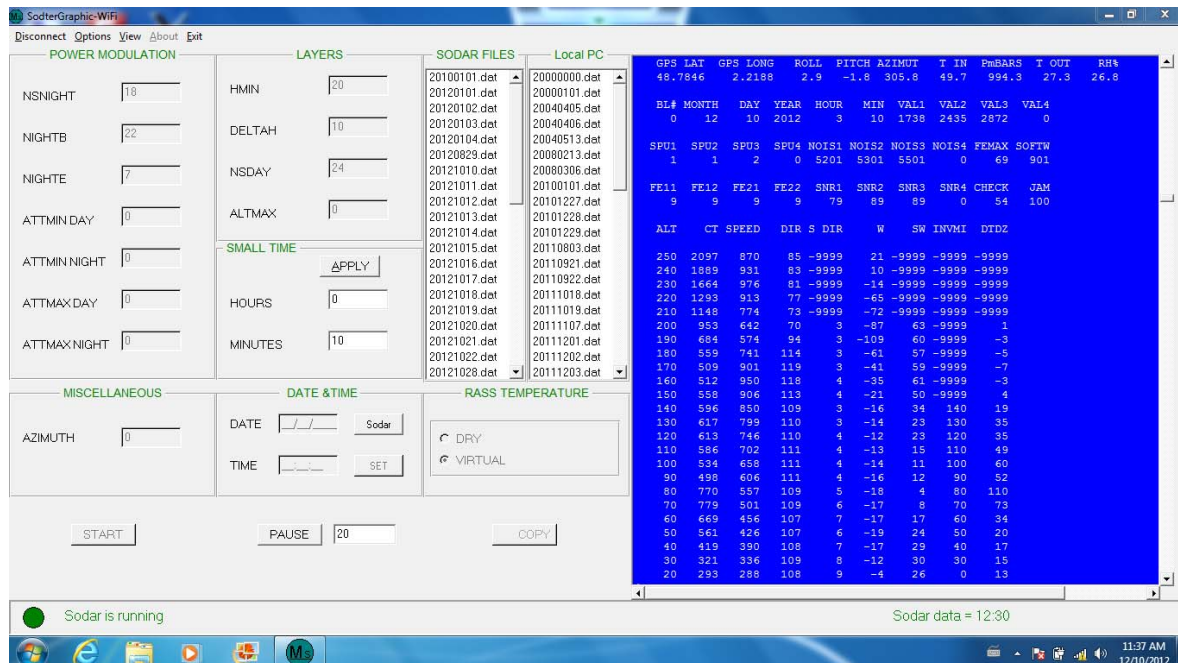 SodterGraphic-WiFi
Disconnect Options View About Exit
POWER MODULATION
NSNIGHT 18
NIGHTB 22
NIGHTE 7
ATTMIN DAY 0
ATTMIN NIGHT 0
ATTMAX DAY 0
ATTMAX NIGHT 0
LAYERS
HMIN 20
DELTAH 10
NSDAY 24
ALTMAX 0
SMALL TIME
APPLY
HOURS 0
MINUTES 10
SODAR FILES
20100101.dat
20120101.dat
20120102.dat
20120103.dat
20120104.dat
20120829.dat
20121010.dat
20121011.dat
20121012.dat
20121013.dat
20121014.dat
20121015.dat
20121016.dat
20121017.dat
20121018.dat
20121019.dat
20121020.dat
20121021.dat
20121022.dat
20121028.dat
Local PC
20000000.dat
20000101.dat
20040405.dat
20040406.dat
20040513.dat
20080213.dat
20080306.dat
20100101.dat
20101227.dat
20101228.dat
20101229.dat
20110803.dat
20110921.dat
20110922.dat
20111018.dat
20111019.dat
20111107.dat
20111201.dat
20111202.dat
20111203.dat
MISCELLANEOUS
AZIMUTH 0
DATE &TIME
DATE _/_/_ Sodar
TIME _:_:_ SET
RASS TEMPERATURE
DRY
VIRTUAL
START
PAUSE 20
COPY
GPS LAT GPS LONG ROLL PITCH AZIMUT T IN PmBARS T OUT RH%
48.7846 2.2188 2.9 -1.8 305.8 49.7 994.3 27.3 26.8
BL# MONTH DAY YEAR HOUR MIN VAL1 VAL2 VAL3 VAL4
0 12 10 2012 3 10 1738 2435 2872 0
SPU1 SPU2 SPU3 SPU4 NOIS1 NOIS2 NOIS3 NOIS4 FEMAX SOFTW
1 1 2 0 5201 5301 5501 0 69 901
FE11 FE12 FE21 FE22 SNR1 SNR2 SNR3 SNR4 CHECK JAM
9 9 9 9 79 89 89 0 54 100
ALT CT SPEED DIR S DIR W SW INVMI DTDZ
250 2097 870 85 -9999 21 -9999 -9999 -9999
240 1889 931 83 -9999 10 -9999 -9999 -9999
230 1664 976 81 -9999 -14 -9999 -9999 -9999
220 1293 913 77 -9999 -65 -9999 -9999 -9999
210 1148 774 73 -9999 -72 -9999 -9999 -9999
200 953 642 70 3 -87 63 -9999 1
190 684 574 94 3 -109 60 -9999 -3
180 559 741 114 3 -61 57 -9999 -5
170 509 901 119 3 -41 59 -9999 -7
160 512 950 118 4 -35 61 -9999 -3
150 558 906 113 4 -21 50 -9999 4
140 596 850 109 3 -16 34 140 19
130 617 799 110 3 -14 23 130 35
120 613 746 110 4 -12 23 120 35
110 586 702 111 4 -13 15 110 49
100 534 658 111 4 -14 11 100 60
90 498 606 111 4 -16 12 90 52
80 770 557 109 5 -18 4 80 110
70 779 501 109 6 -17 8 70 73
60 669 456 107 7 -17 17 60 34
50 561 426 107 6 -19 24 50 20
40 419 390 108 7 -17 29 40 17
30 321 336 109 8 -12 30 30 15
20 293 288 108 9 -4 26 0 13
Sodar is running
Sodar data = 12:30
Ms
11:37 AM
12/10/2012